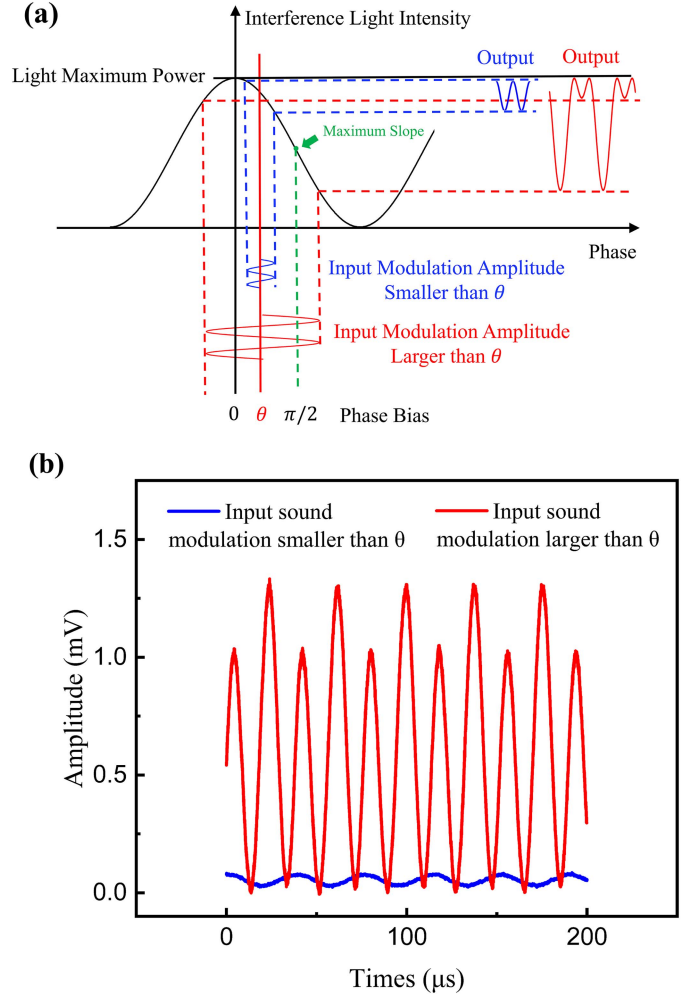 (a)
Interference Light Intensity
Output Output
Light Maximum Power
Maximum Slope
Phase
Input Modulation Amplitude
Smaller than θ
Input Modulation Amplitude
Larger than θ
0 θ π/2 Phase Bias
(b)
Input sound
modulation smaller than θ
Input sound
modulation larger than θ
1.5
1.0
0.5
0.0
Amplitude (mV)
0 100 200
Times (μs)